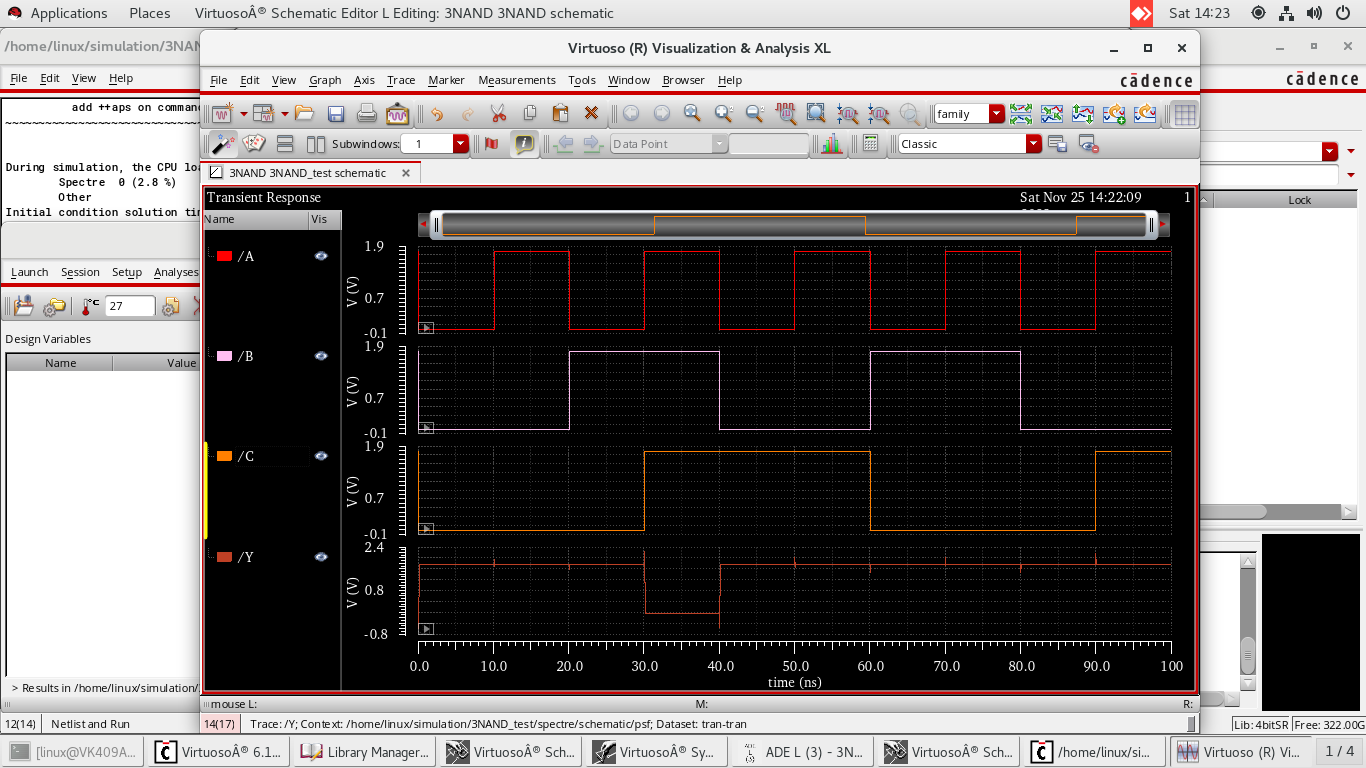 Applications Places VirtuosoÂ® Schematic Editor L Editing: 3NAND 3NAND schematic Sat 14:23
/home/linux/simulation/3NAN
Virtuoso (R) Visualization & Analysis XL
File Edit View Help
File Edit View Graph Axis Trace Marker Measurements Tools Window Browser Help
cādence
cādence
add ++aps on comman
~~~~~~~~~~~~~~~~~~~~~~~~~~~~~
family
Subwindows: 1
Data Point
Classic
During simulation, the CPU loa
Spectre 0 (2.8 %)
Other
Initial condition solution tim
3NAND 3NAND_test schematic
Transient Response
Sat Nov 25 14:22:09
1
Name Vis
Lock
/A
1.9
V (V)
0.7
-0.1
Launch Session Setup Analyses
°C 27
Design Variables
Name Value
/B
1.9
V (V)
0.7
-0.1
/C
1.9
V (V)
0.7
-0.1
/Y
2.4
V (V)
0.8
-0.8
0.0 10.0 20.0 30.0 40.0 50.0 60.0 70.0 80.0 90.0 100
time (ns)
> Results in /home/linux/simulation/
mouse L: M: R:
12(14) Netlist and Run
14(17) Trace: /Y; Context: /home/linux/simulation/3NAND_test/spectre/schematic/psf; Dataset: tran-tran
Lib: 4bitSR Free: 322.00G
[linux@VK409A... VirtuosoÂ® 6.1... Library Manager... VirtuosoÂ® Sch... VirtuosoÂ® Sy... ADE L (3) - 3N... VirtuosoÂ® Sch... /home/linux/si... Virtuoso (R) Vi... 1 / 4